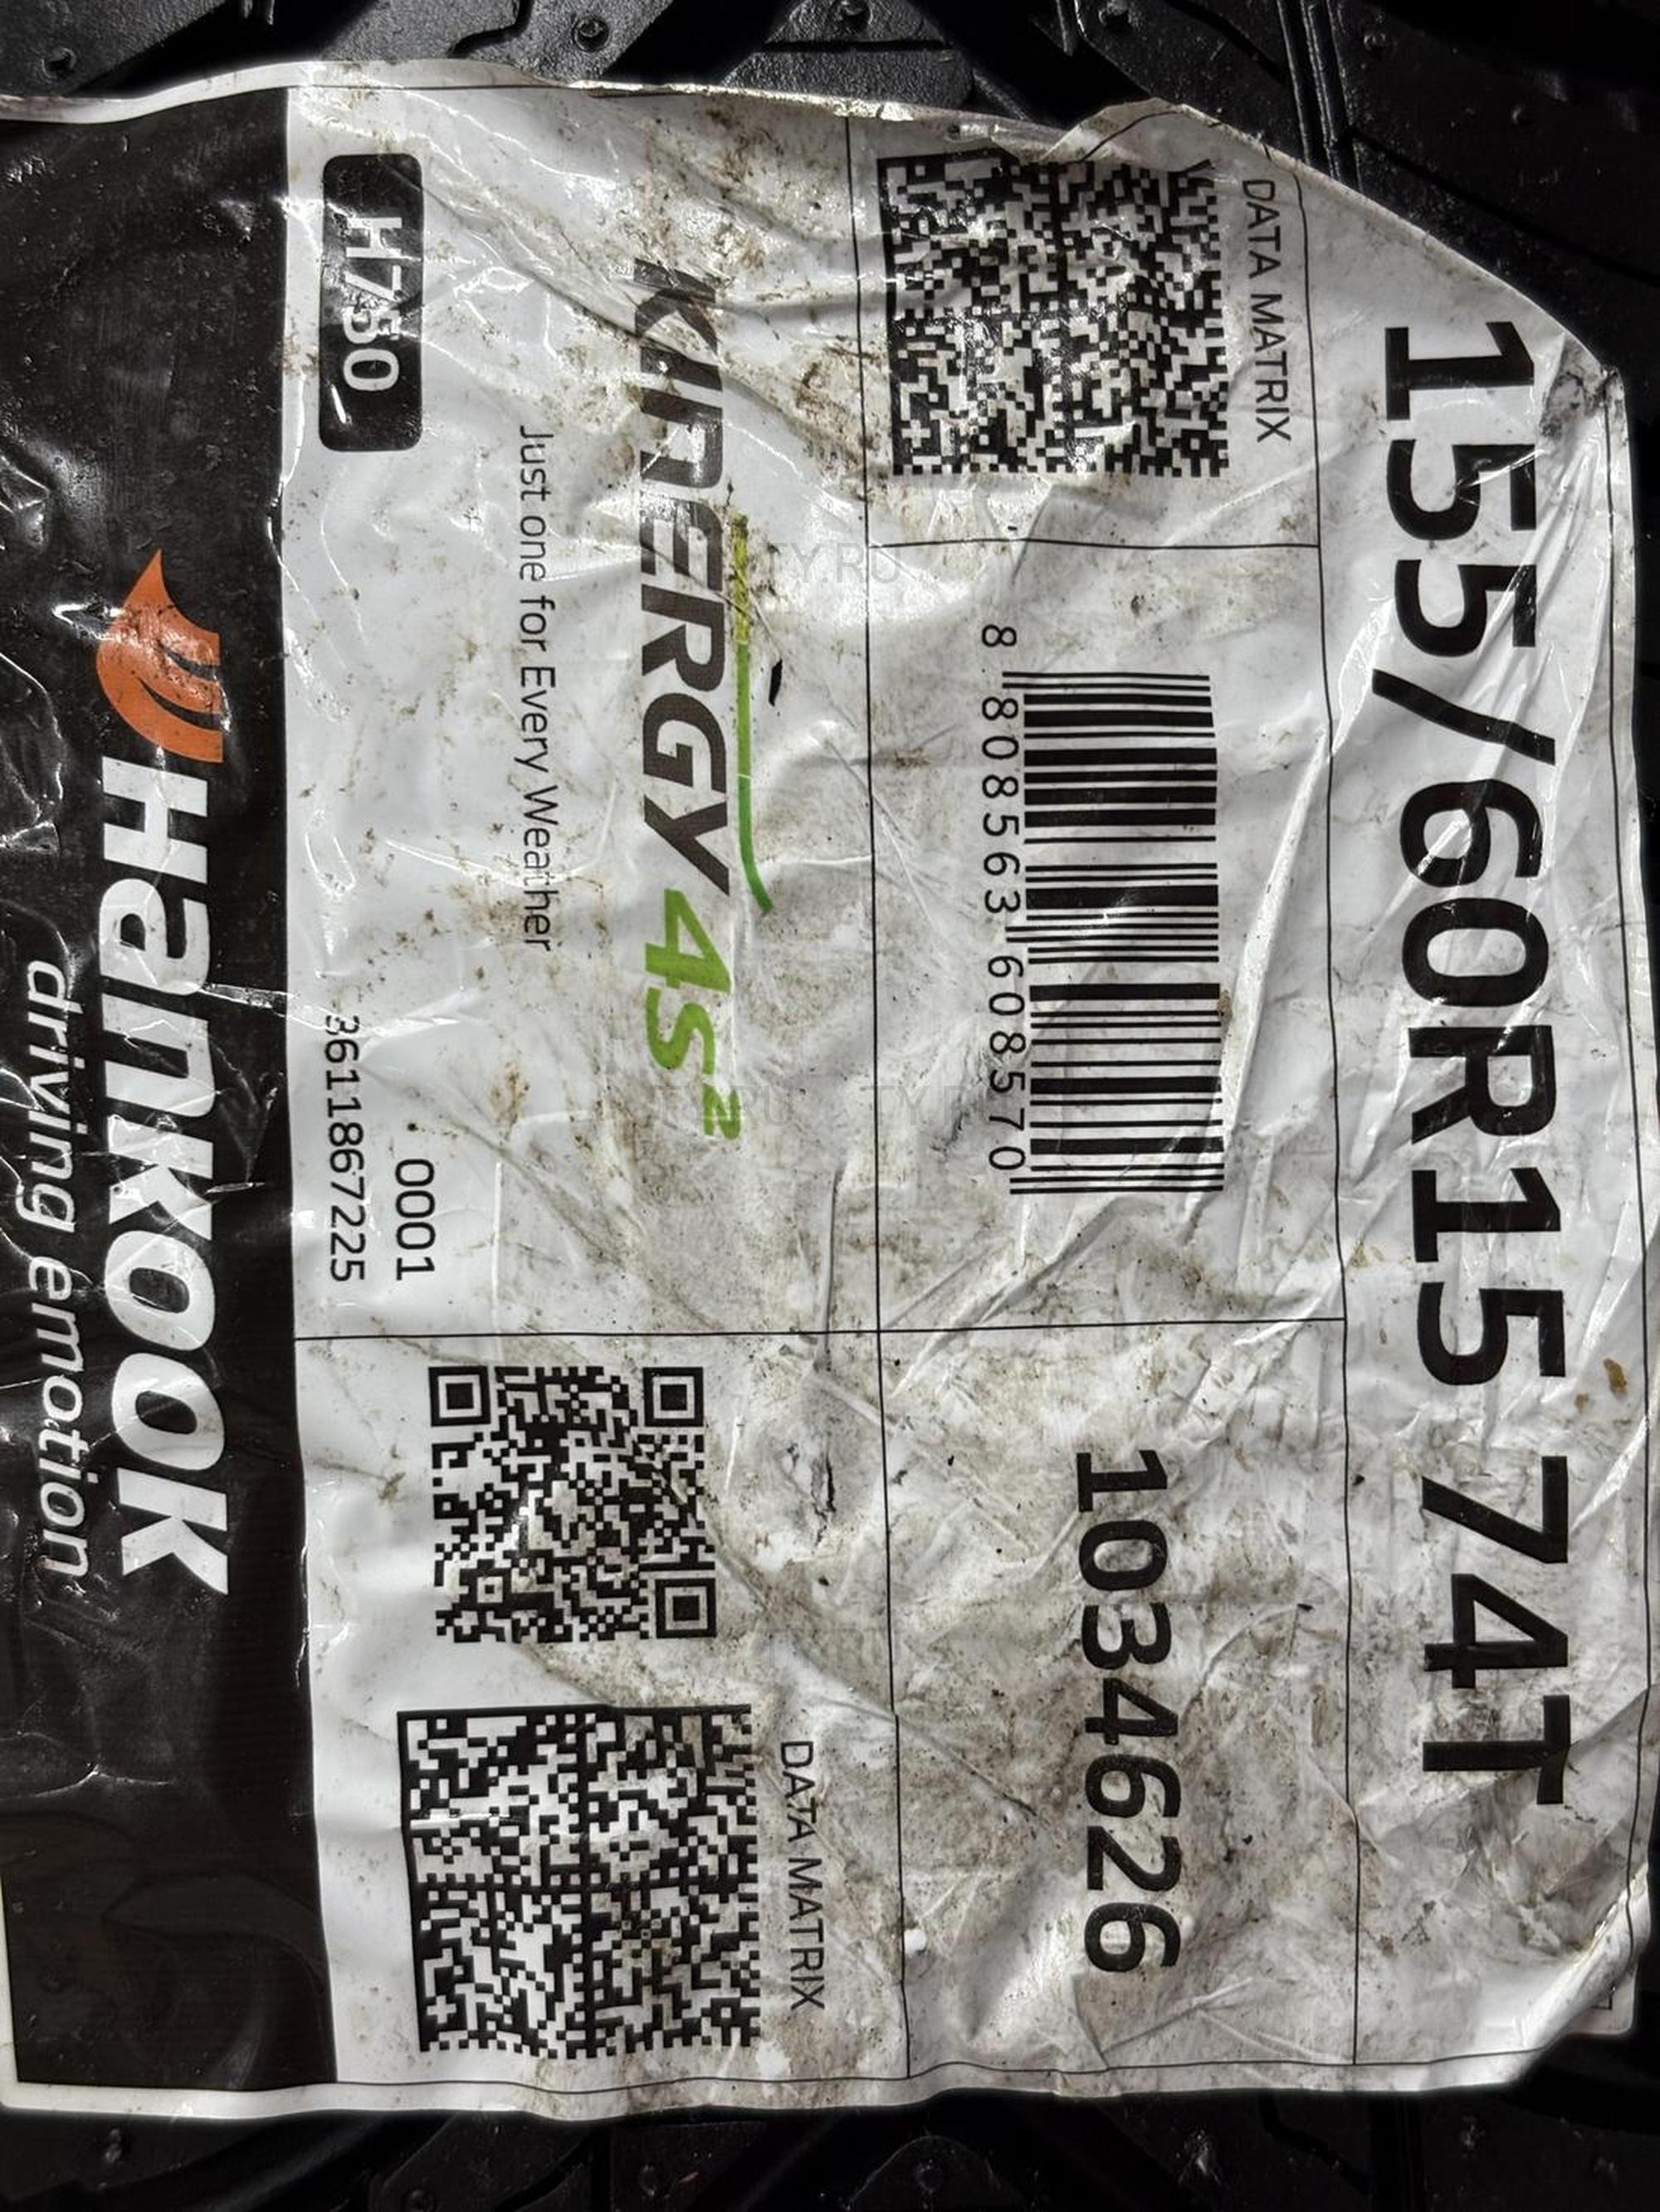 155/60R15 74T
DATA MATRIX
8 808563 608570
1034626
KinERGY 4S²
Just one for Every Weather
H750
0001
3611867225
DATA MATRIX
Hankook
driving emotion